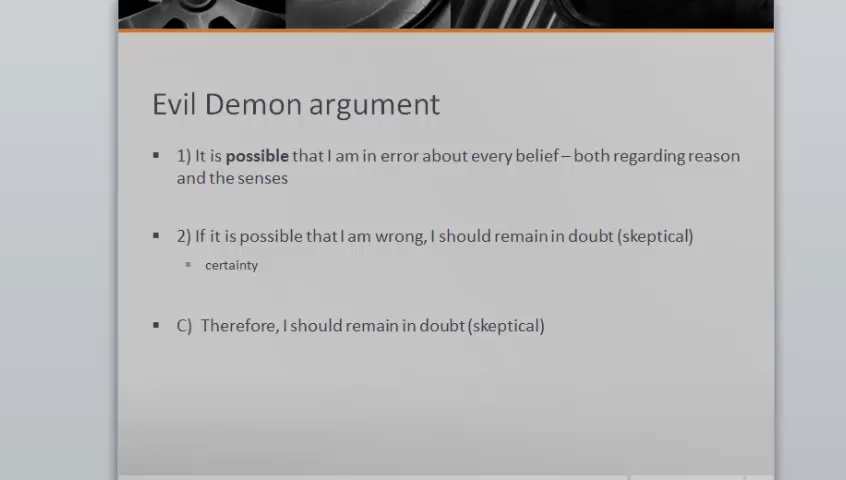 Evil Demon argument
1) It is possible that I am in error about every belief – both regarding reason
and the senses
2) If it is possible that I am wrong, I should remain in doubt (skeptical)
certainty
C) Therefore, I should remain in doubt (skeptical)